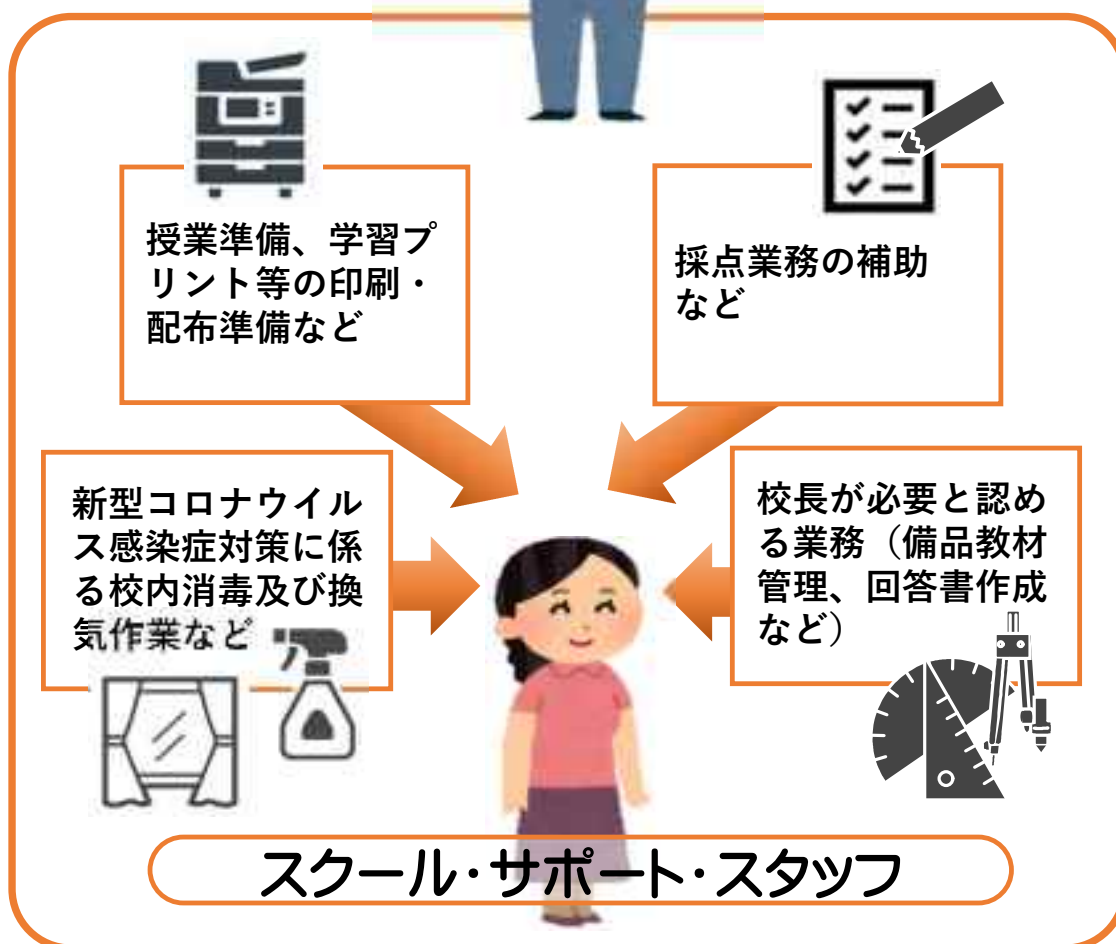 授業準備、学習プ
リント等の印刷・
配布準備など
採点業務の補助
など
新型コロナウイル
ス感染症対策に係
る校内消毒及び換
気作業など
校長が必要と認め
る業務（備品教材
管理、回答書作成
など）
スクール・サポート・スタッフ